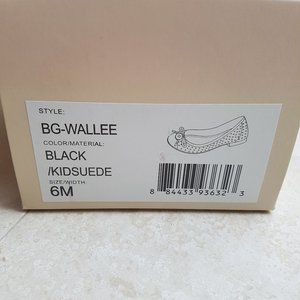 STYLE:
BG-WALLEE
COLOR/MATERIAL:
BLACK
/KIDSUEDE
SIZE/WIDTH:
6M
8 84433 93632 3